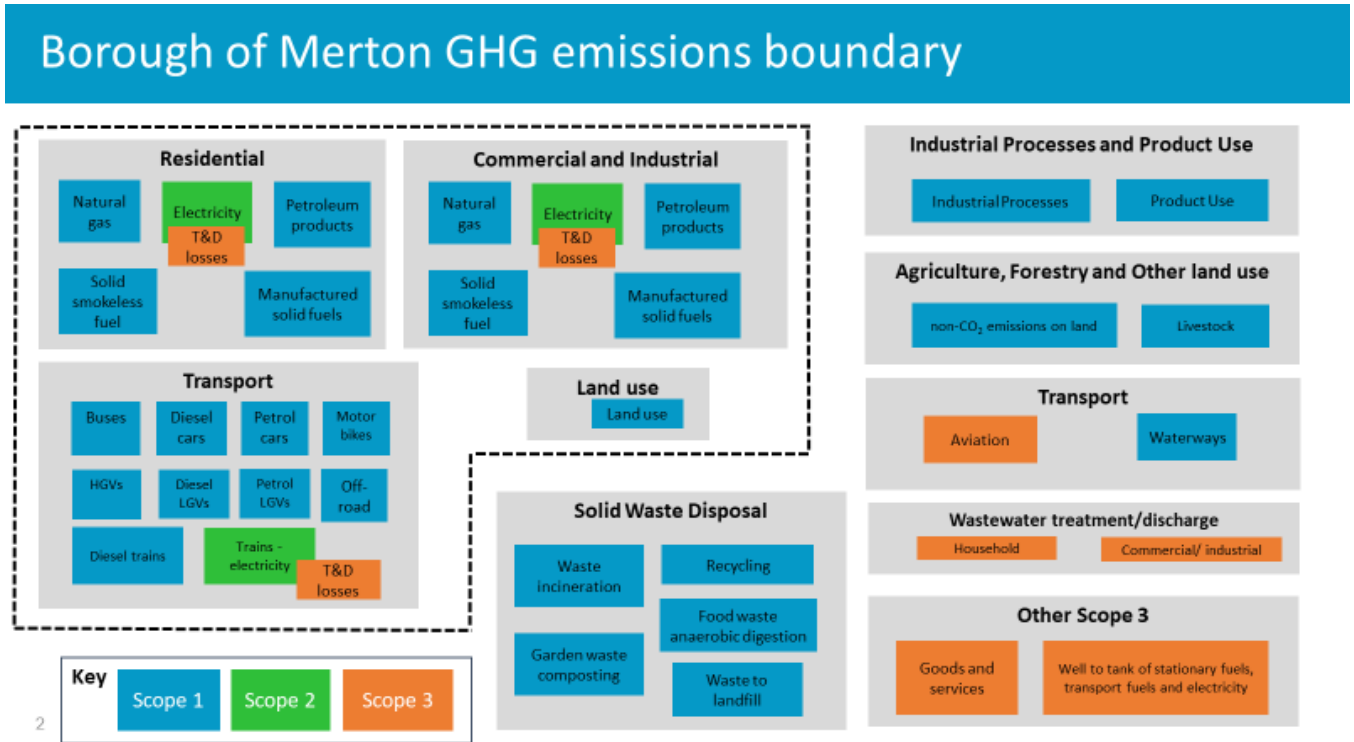 Borough of Merton GHG emissions boundary
Residential
Natural
gas
Electricity
T&D
losses
Petroleum
products
Solid
smokeless
fuel
Manufactured
solid fuels
Commercial and Industrial
Natural
gas
Electricity
T&D
losses
Petroleum
products
Solid
smokeless
fuel
Manufactured
solid fuels
Transport
Buses
Diesel
cars
Petrol
cars
Motor
bikes
HGVs
Diesel
LGVs
Petrol
LGVs
Off-
road
Diesel trains
Trains -
electricity
T&D
losses
Land use
Land use
Solid Waste Disposal
Waste
incineration
Recycling
Food waste
anaerobic digestion
Garden waste
composting
Waste to
landfill
Industrial Processes and Product Use
Industrial Processes
Product Use
Agriculture, Forestry and Other land use
non-CO₂ emissions on land
Livestock
Transport
Aviation
Waterways
Wastewater treatment/discharge
Household
Commercial/ industrial
Other Scope 3
Goods and
services
Well to tank of stationary fuels,
transport fuels and electricity
Key
Scope 1
Scope 2
Scope 3
2